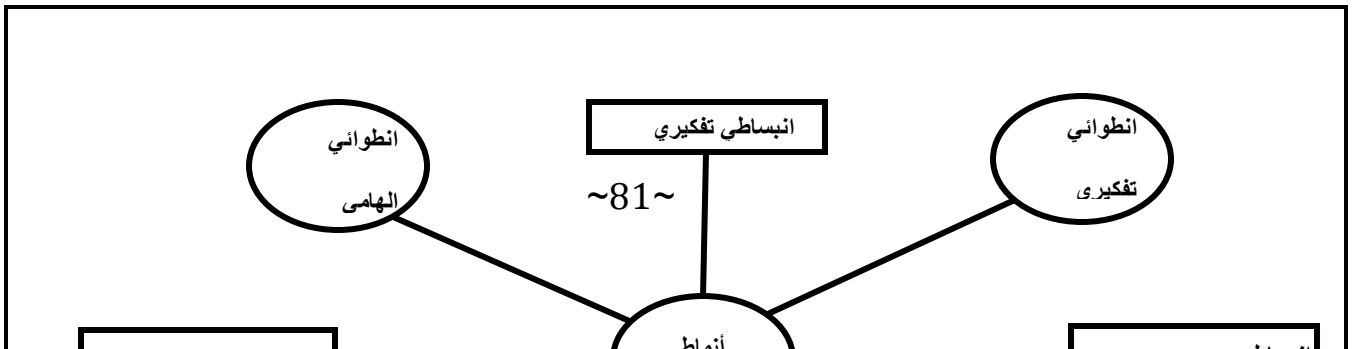 انطوائي
تفكيري
انبساطي تفكيري
انطوائي
الهامي
~81~
أنماط